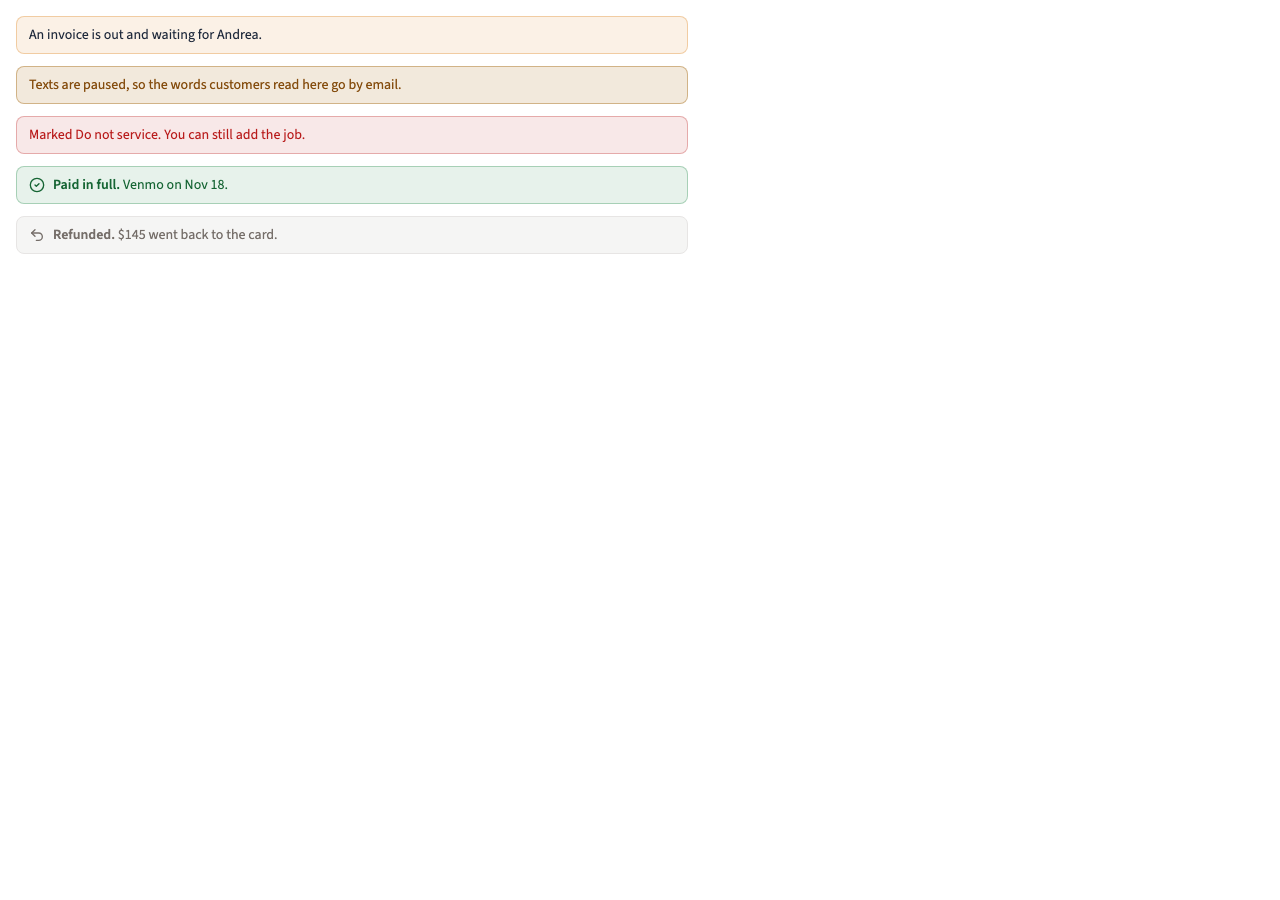 An invoice is out and waiting for Andrea.
Texts are paused, so the words customers read here go by email.
Marked Do not service. You can still add the job.
Paid in full. Venmo on Nov 18.
Refunded. $145 went back to the card.